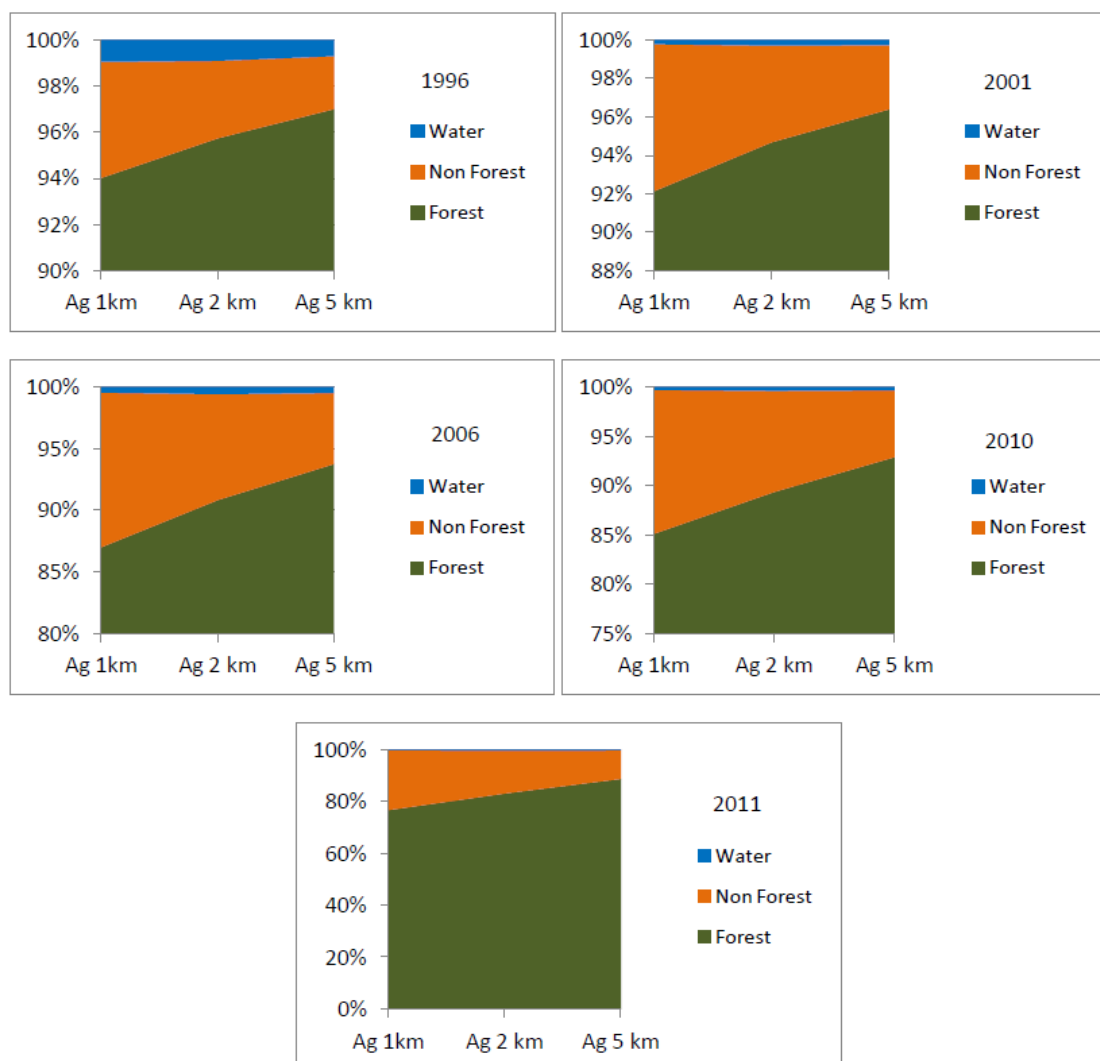 100%
98%
96%
94%
92%
90%
Ag 1km Ag 2 km Ag 5 km
1996
Water
Non Forest
Forest
100%
98%
96%
94%
92%
90%
88%
Ag 1km Ag 2 km Ag 5 km
2001
Water
Non Forest
Forest
100%
95%
90%
85%
80%
Ag 1km Ag 2 km Ag 5 km
2006
Water
Non Forest
Forest
100%
95%
90%
85%
80%
75%
Ag 1km Ag 2 km Ag 5 km
2010
Water
Non Forest
Forest
100%
80%
60%
40%
20%
0%
Ag 1km Ag 2 km Ag 5 km
2011
Water
Non Forest
Forest